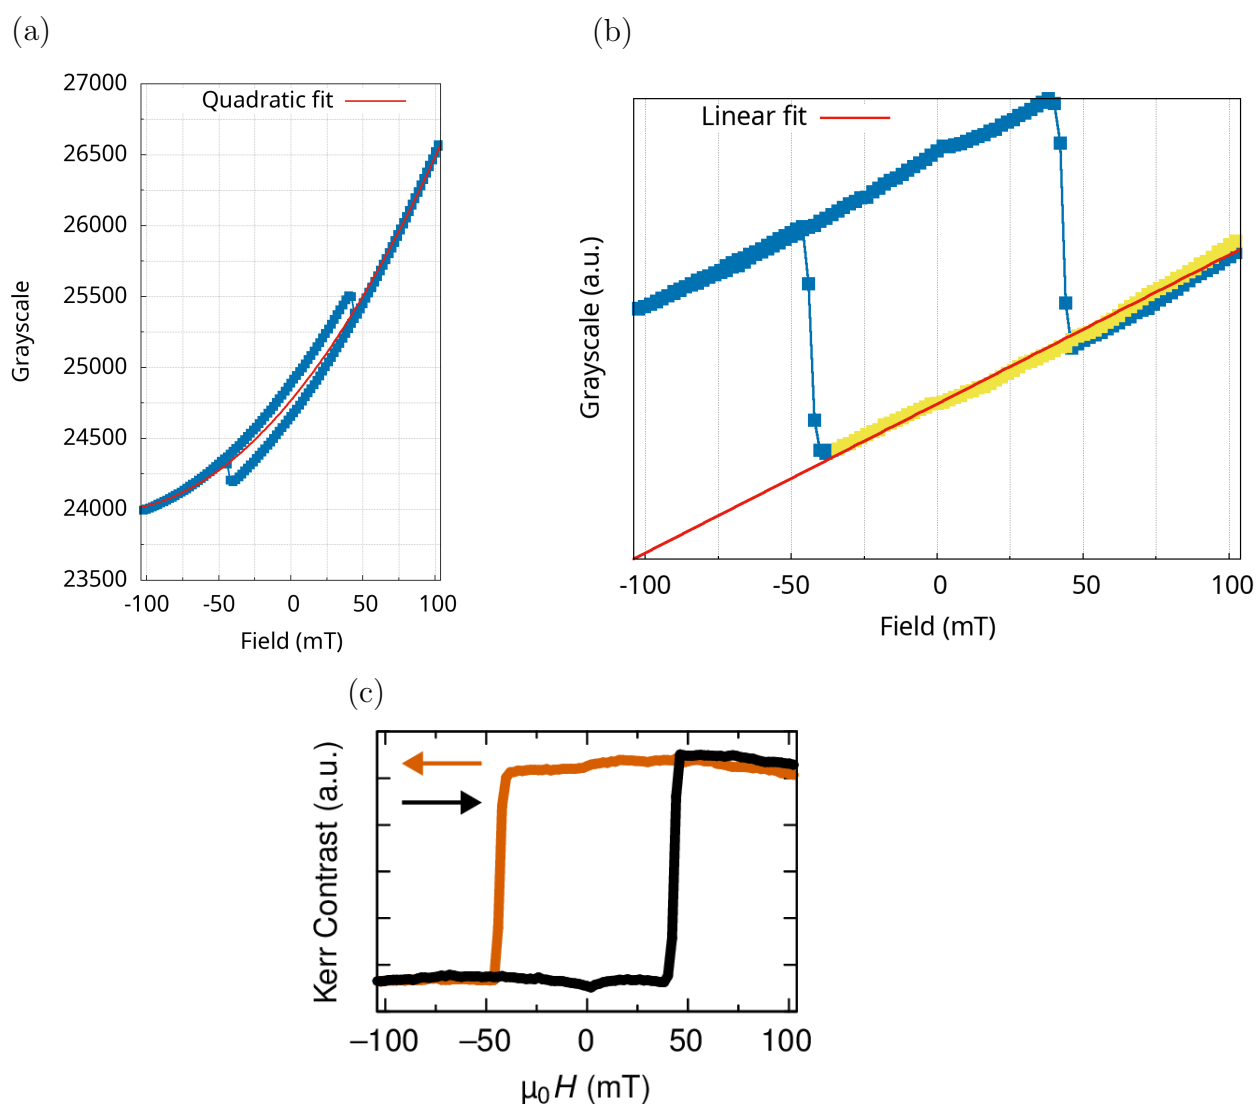 (a)
27000
26500
26000
25500
25000
24500
24000
23500
Grayscale
Quadratic fit
-100 -50 0 50 100
Field (mT)
(b)
Linear fit
Grayscale (a.u.)
-100 -50 0 50 100
Field (mT)
(c)
Kerr Contrast (a.u.)
–100 –50 0 50 100
μ₀H (mT)